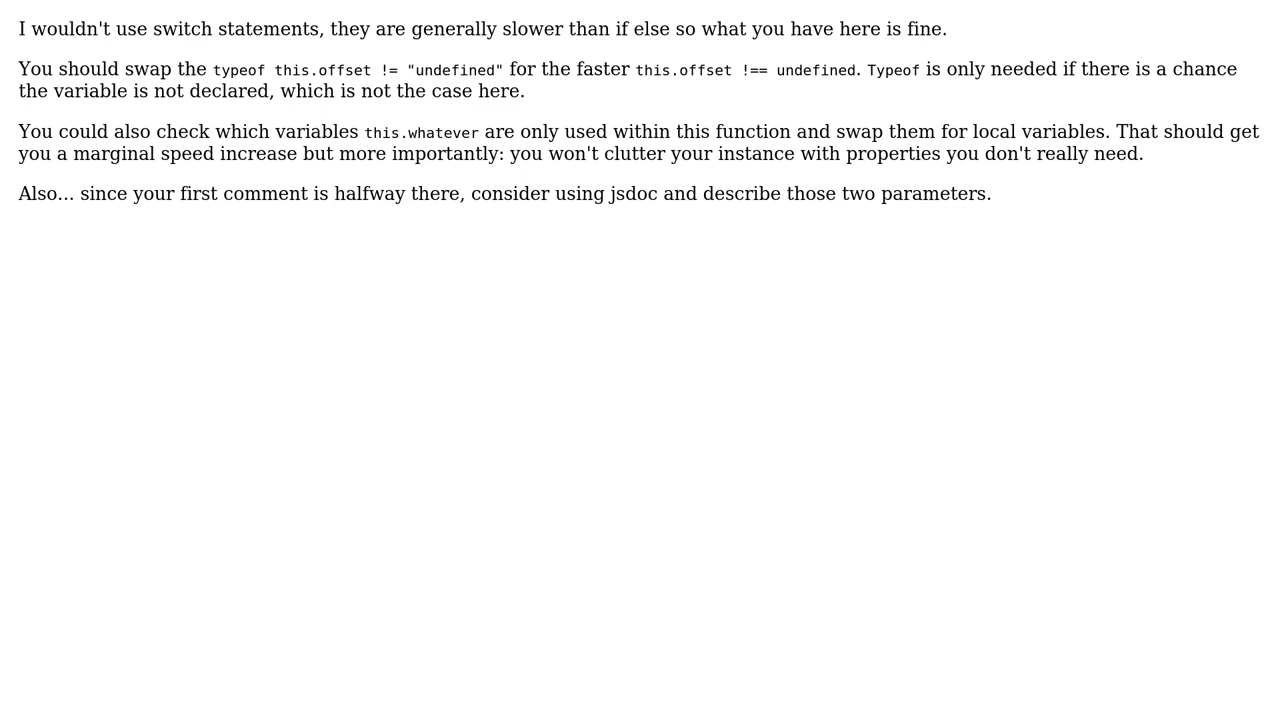 I wouldn't use switch statements, they are generally slower than if else so what you have here is fine.
You should swap the typeof this.offset != "undefined" for the faster this.offset !== undefined. Typeof is only needed if there is a chance
the variable is not declared, which is not the case here.
You could also check which variables this.whatever are only used within this function and swap them for local variables. That should get
you a marginal speed increase but more importantly: you won't clutter your instance with properties you don't really need.
Also... since your first comment is halfway there, consider using jsdoc and describe those two parameters.